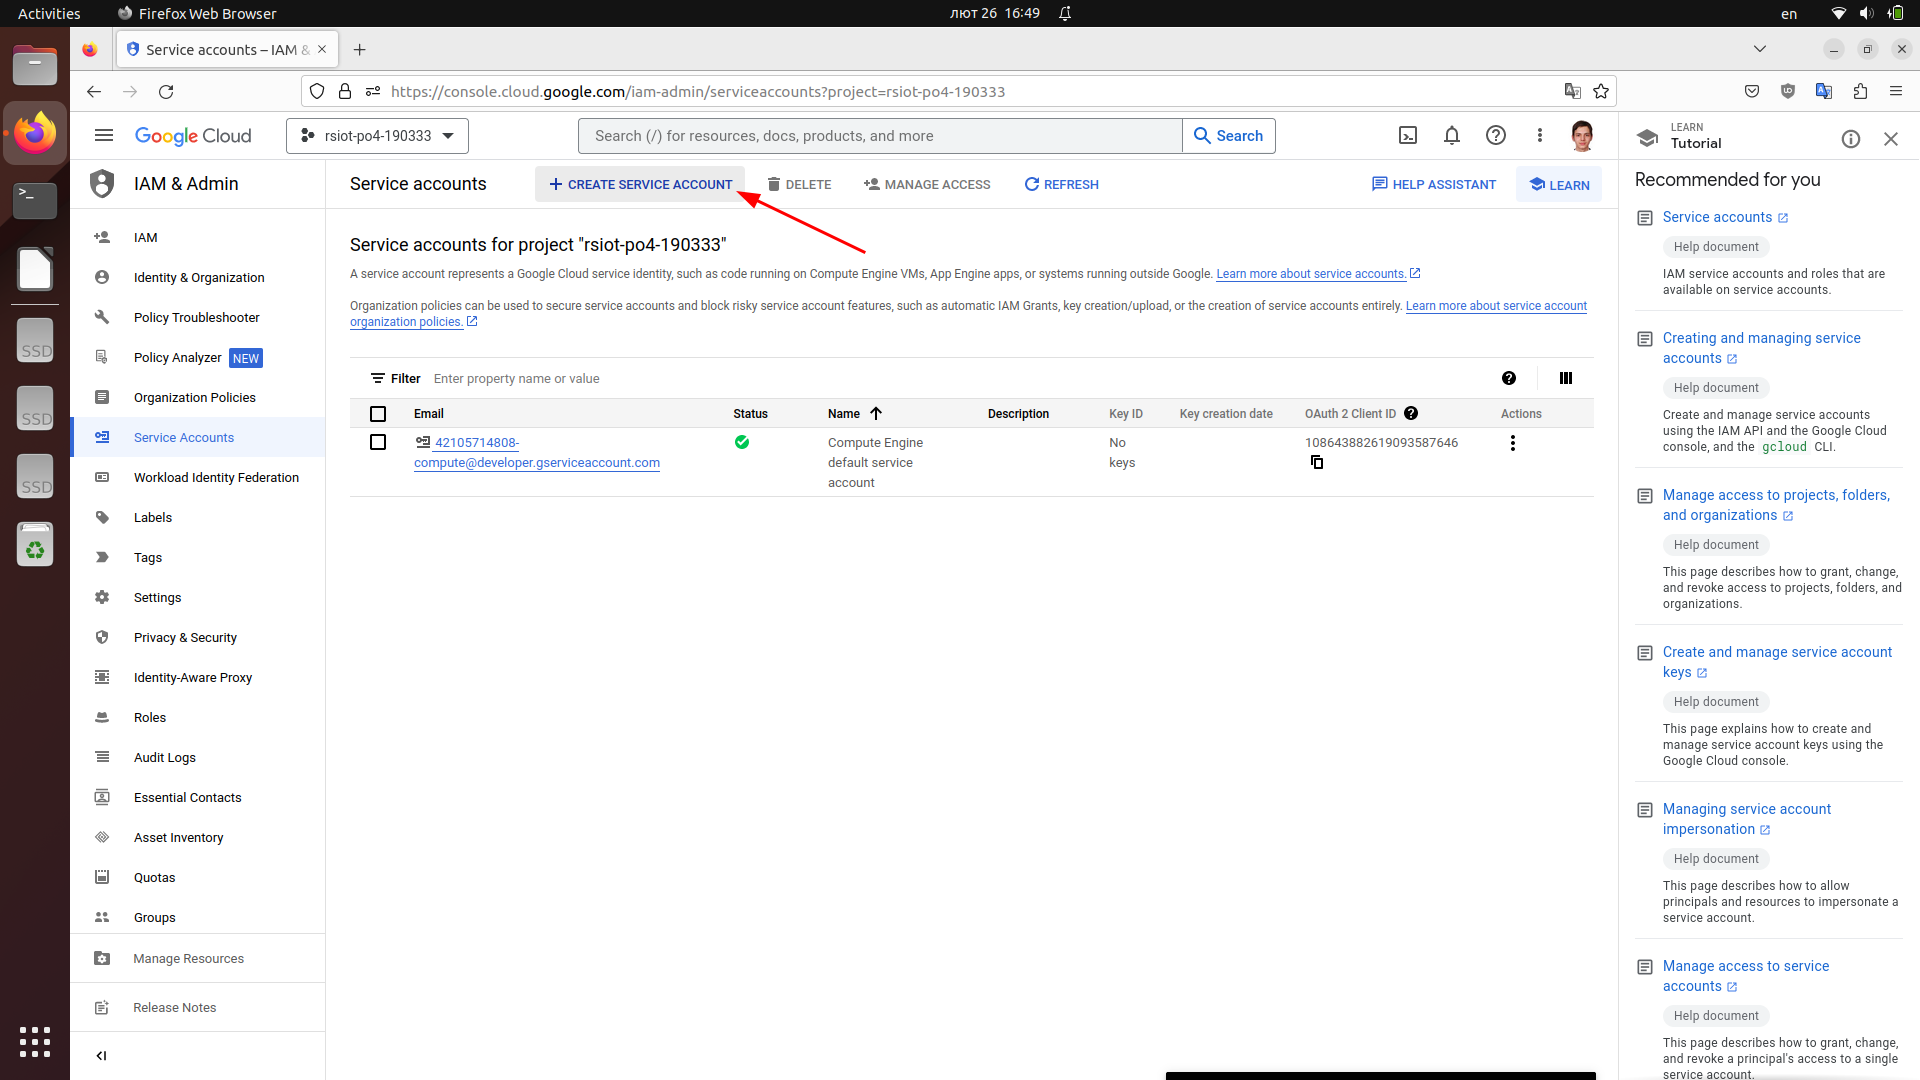 Activities Firefox Web Browser лют 26 16:49 en
Service accounts – IAM &
https://console.cloud.google.com/iam-admin/serviceaccounts?project=rsiot-po4-190333
Google Cloud rsiot-po4-190333 Search (/) for resources, docs, products, and more Search
LEARN
Tutorial
IAM & Admin
Service accounts CREATE SERVICE ACCOUNT DELETE MANAGE ACCESS REFRESH HELP ASSISTANT LEARN
IAM
Identity & Organization
Policy Troubleshooter
Policy Analyzer NEW
Organization Policies
Service Accounts
Workload Identity Federation
Labels
Tags
Settings
Privacy & Security
Identity-Aware Proxy
Roles
Audit Logs
Essential Contacts
Asset Inventory
Quotas
Groups
Manage Resources
Release Notes
SSD
SSD
SSD
Service accounts for project "rsiot-po4-190333"
A service account represents a Google Cloud service identity, such as code running on Compute Engine VMs, App Engine apps, or systems running outside Google. Learn more about service accounts.
Organization policies can be used to secure service accounts and block risky service account features, such as automatic IAM Grants, key creation/upload, or the creation of service accounts entirely. Learn more about service account
organization policies.
Filter Enter property name or value
Email Status Name Description Key ID Key creation date OAuth 2 Client ID Actions
42105714808- Compute Engine No 108643882619093587646
compute@developer.gserviceaccount.com default service keys
account
Recommended for you
Service accounts
Help document
IAM service accounts and roles that are
available on service accounts.
Creating and managing service
accounts
Help document
Create and manage service accounts
using the IAM API and the Google Cloud
console, and the gcloud CLI.
Manage access to projects, folders,
and organizations
Help document
This page describes how to grant, change,
and revoke access to projects, folders, and
organizations.
Create and manage service account
keys
Help document
This page explains how to create and
manage service account keys using the
Google Cloud console.
Managing service account
impersonation
Help document
This page describes how to allow
principals and resources to impersonate a
service account.
Manage access to service
accounts
Help document
This page describes how to grant, change,
and revoke a principal's access to a single
service account.